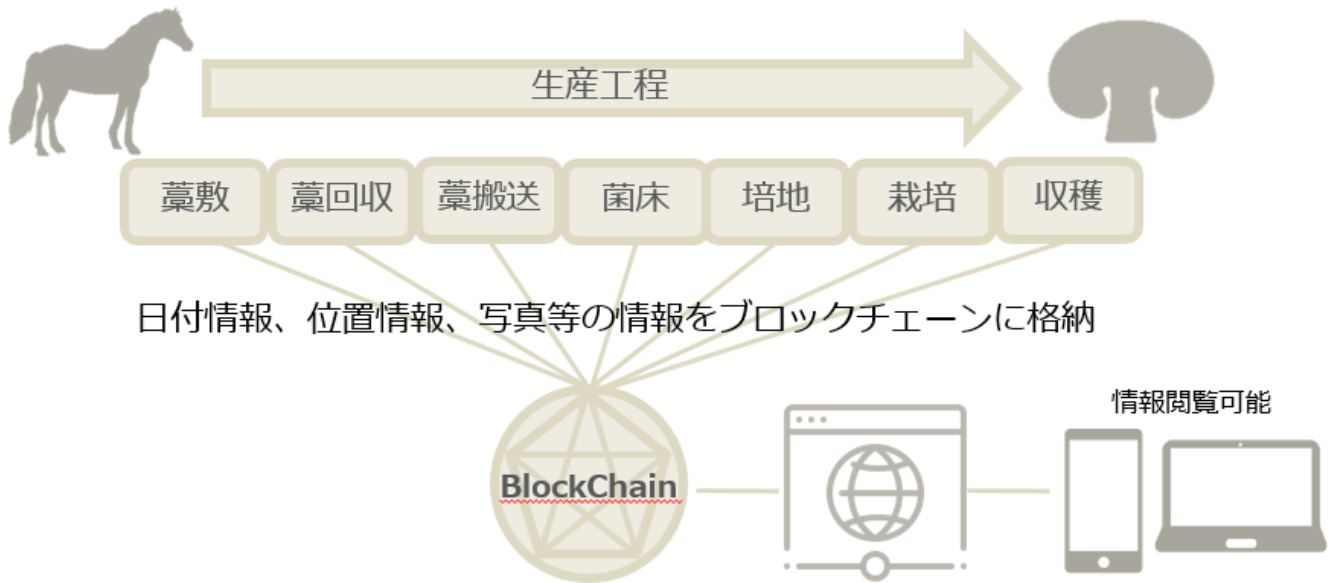 生産工程
藁敷
藁回収
藁搬送
菌床
培地
栽培
収穫
日付情報、位置情報、写真等の情報をブロックチェーンに格納
情報閲覧可能
BlockChain